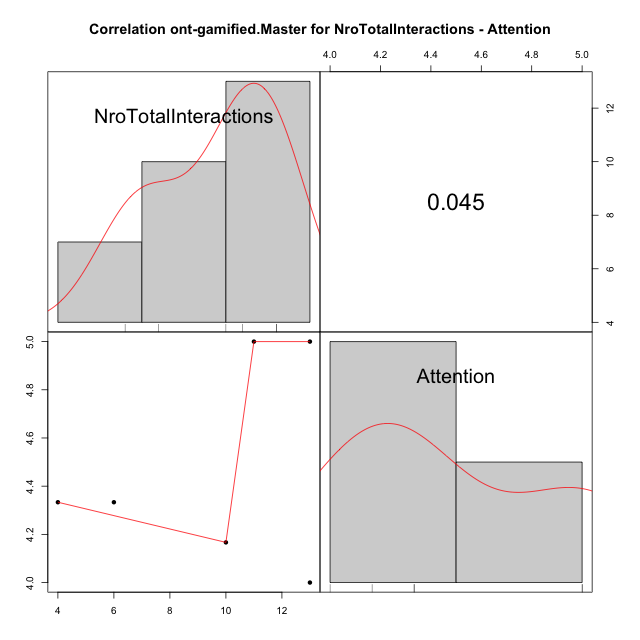 Correlation ont-gamified.Master for NroTotalInteractions - Attention
4.0 4.2 4.4 4.6 4.8 5.0
NroTotalInteractions
0.045
12
10
8
6
4
5.0
4.8
4.6
4.4
4.2
4.0
Attention
4 6 8 10 12